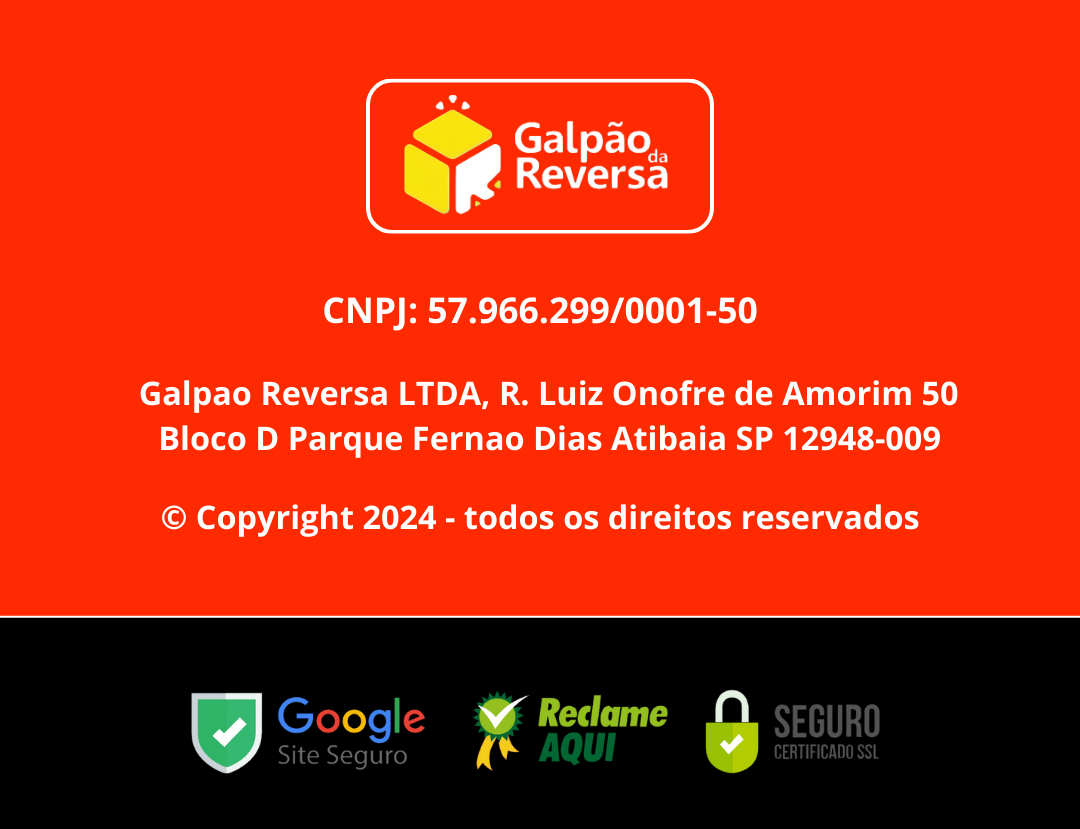 Galpão
da
Reversa
CNPJ: 57.966.299/0001-50
Galpao Reversa LTDA, R. Luiz Onofre de Amorim 50
Bloco D Parque Fernao Dias Atibaia SP 12948-009
© Copyright 2024 - todos os direitos reservados
Google
Site Seguro
Reclame
AQUI
SEGURO
CERTIFICADO SSL